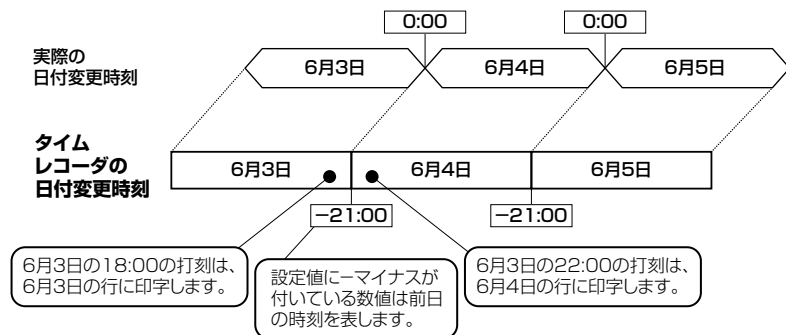 0:00
0:00
実際の
日付変更時刻
6月3日
6月4日
6月5日
タイム
レコーダの
日付変更時刻
6月3日
6月4日
6月5日
−21:00
−21:00
6月3日の18:00の打刻は、
6月3日の行に印字します。
設定値に−マイナスが
付いている数値は前日
の時刻を表します。
6月3日の22:00の打刻は、
6月4日の行に印字します。